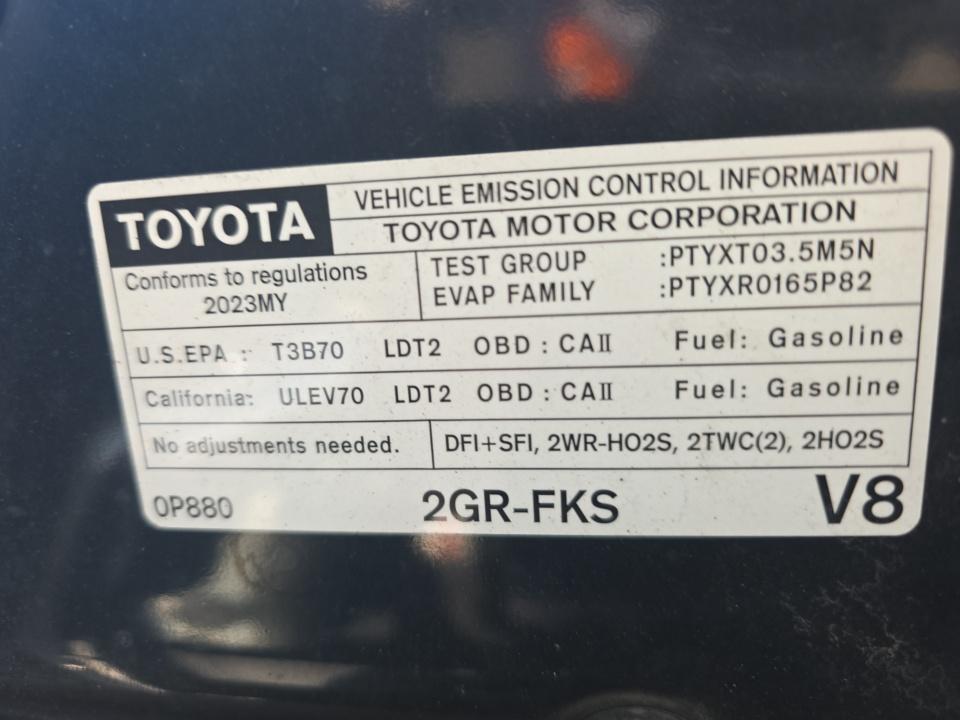 TOYOTA
VEHICLE EMISSION CONTROL INFORMATION
TOYOTA MOTOR CORPORATION
Conforms to regulations
2023MY
TEST GROUP :PTYXT03.5M5N
EVAP FAMILY :PTYXR0165P82
U.S.EPA : T3B70 LDT2 OBD : CAII Fuel: Gasoline
California: ULEV70 LDT2 OBD : CAII Fuel: Gasoline
No adjustments needed. DFI+SFI, 2WR-HO2S, 2TWC(2), 2HO2S
0P880 2GR-FKS V8